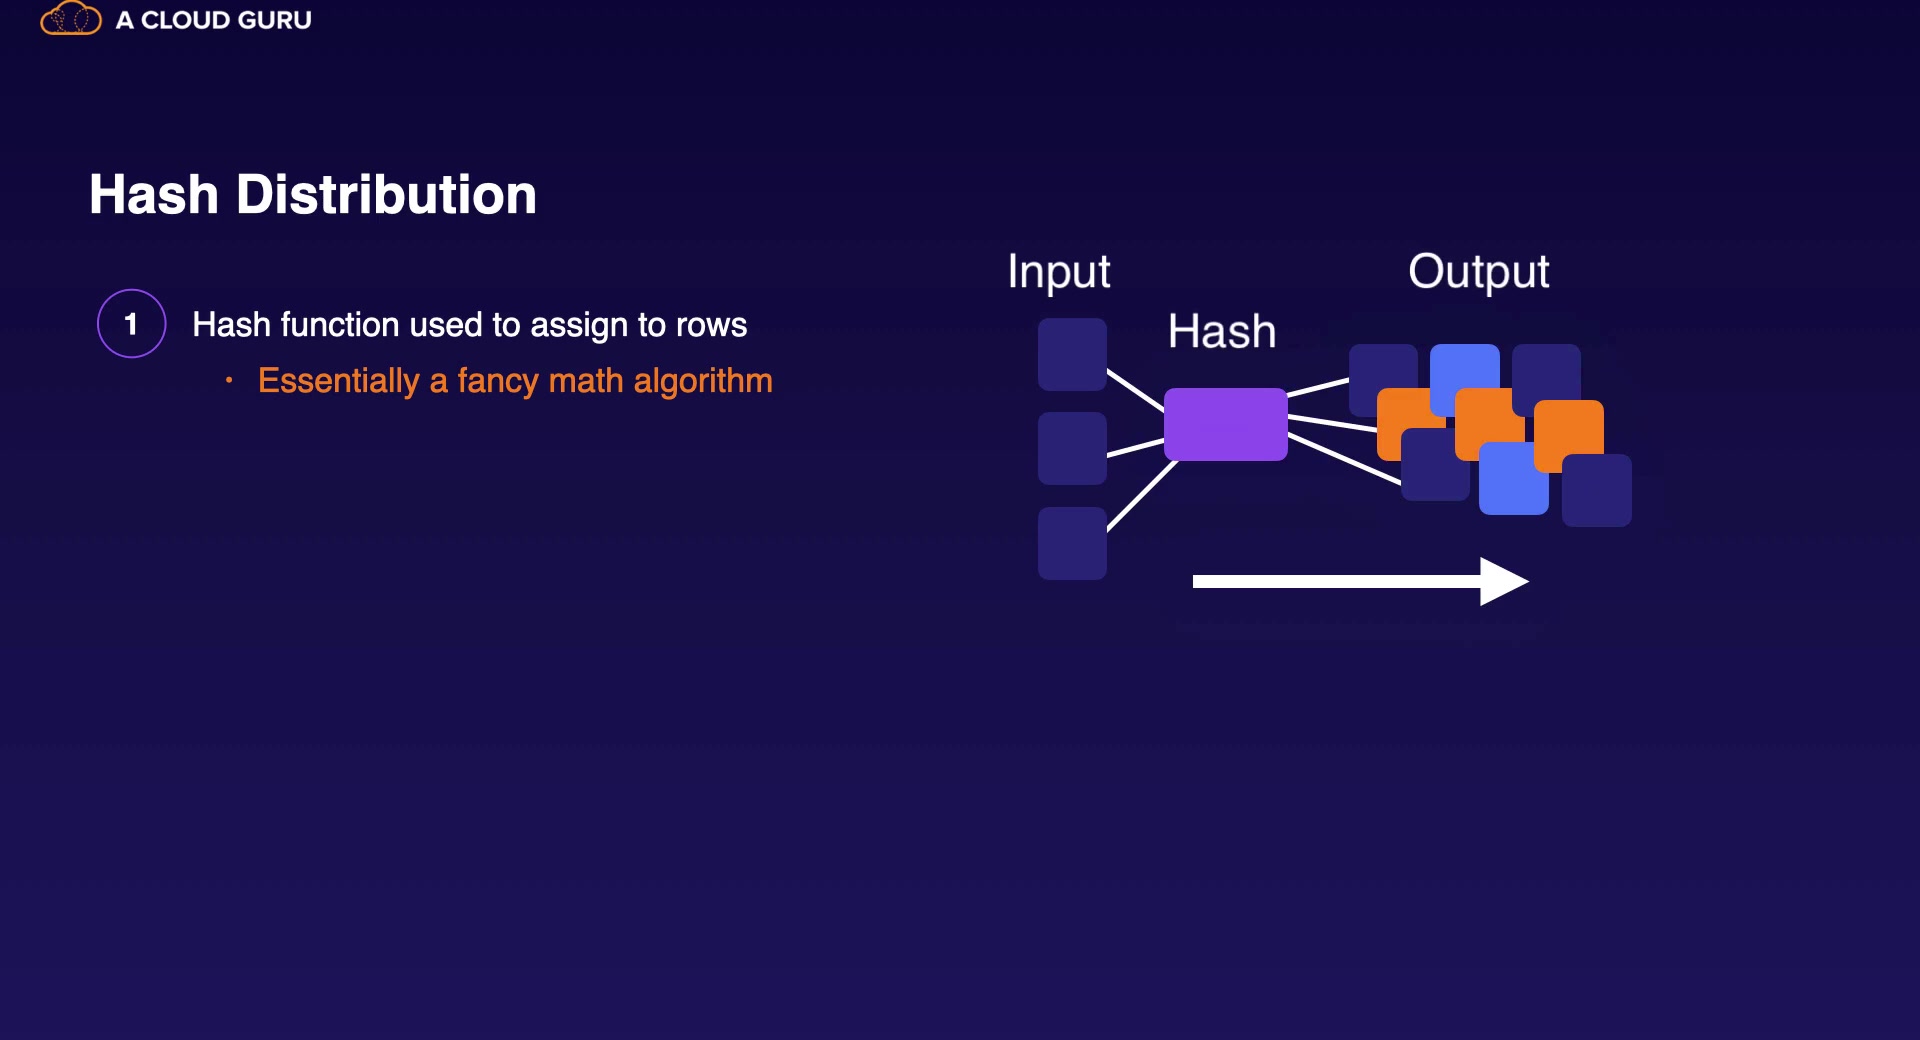 A CLOUD GURU
Hash Distribution
1 Hash function used to assign to rows
• Essentially a fancy math algorithm
Input
Hash
Output